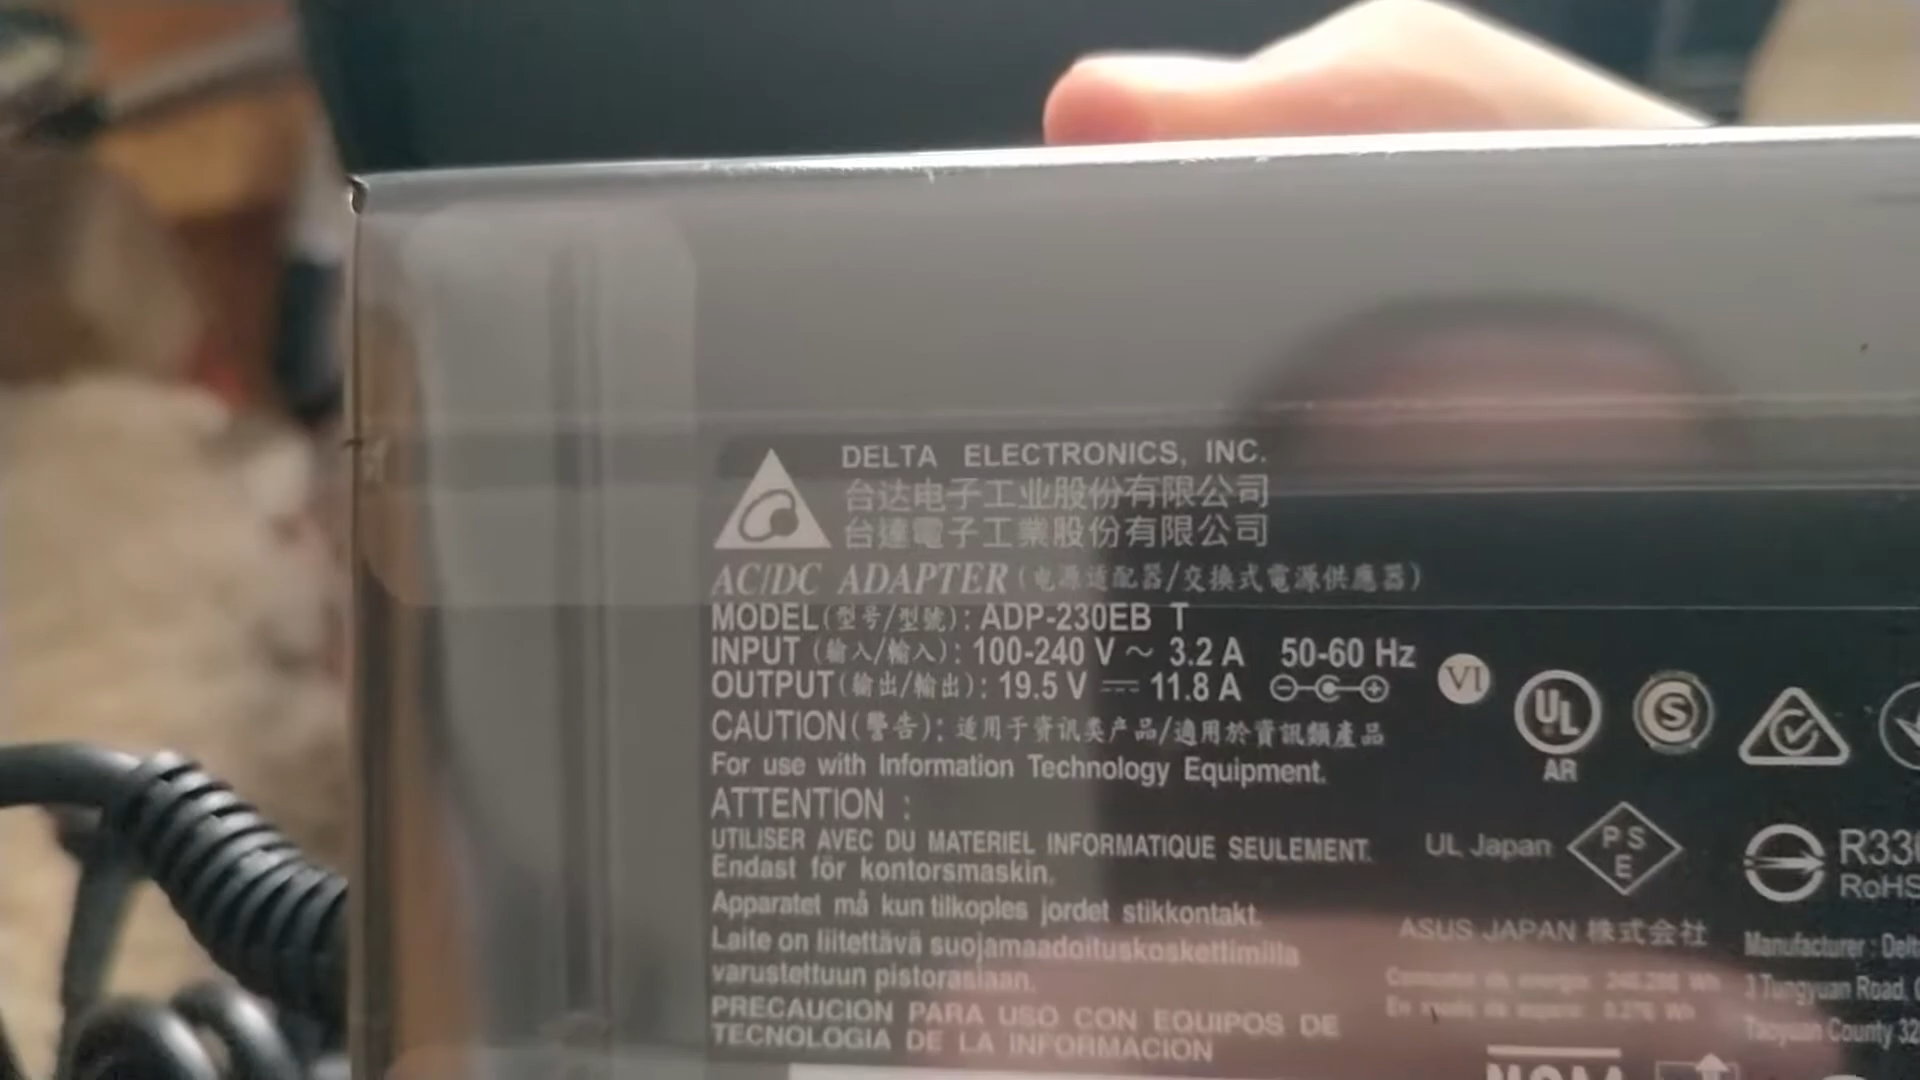 DELTA ELECTRONICS, INC.
台达电子工业股份有限公司
台達電子工業股份有限公司
AC/DC ADAPTER (电源适配器/交換式電源供應器)
MODEL(型号/型號): ADP-230EB T
INPUT (输入/輸入): 100-240 V ~ 3.2 A 50-60 Hz
OUTPUT(输出/輸出): 19.5 V ⎓ 11.8 A
VI
UL
AR
S
CAUTION(警告): 适用于资讯类产品/適用於資訊類產品
For use with Information Technology Equipment.
ATTENTION :
UTILISER AVEC DU MATERIEL INFORMATIQUE SEULEMENT.
Endast för kontorsmaskin.
Apparatet må kun tilkoples jordet stikkontakt.
Laite on liitettävä suojamaadoituskoskettimilla
varustettuun pistorasiaan.
PRECAUCION PARA USO CON EQUIPOS DE
TECNOLOGIA DE LA INFORMACION
UL Japan
PS
E
R33
RoHS
ASUS JAPAN 株式会社
Manufacturer : Delt
3 Tungyuan Road,
Taoyuan County 32
NOM